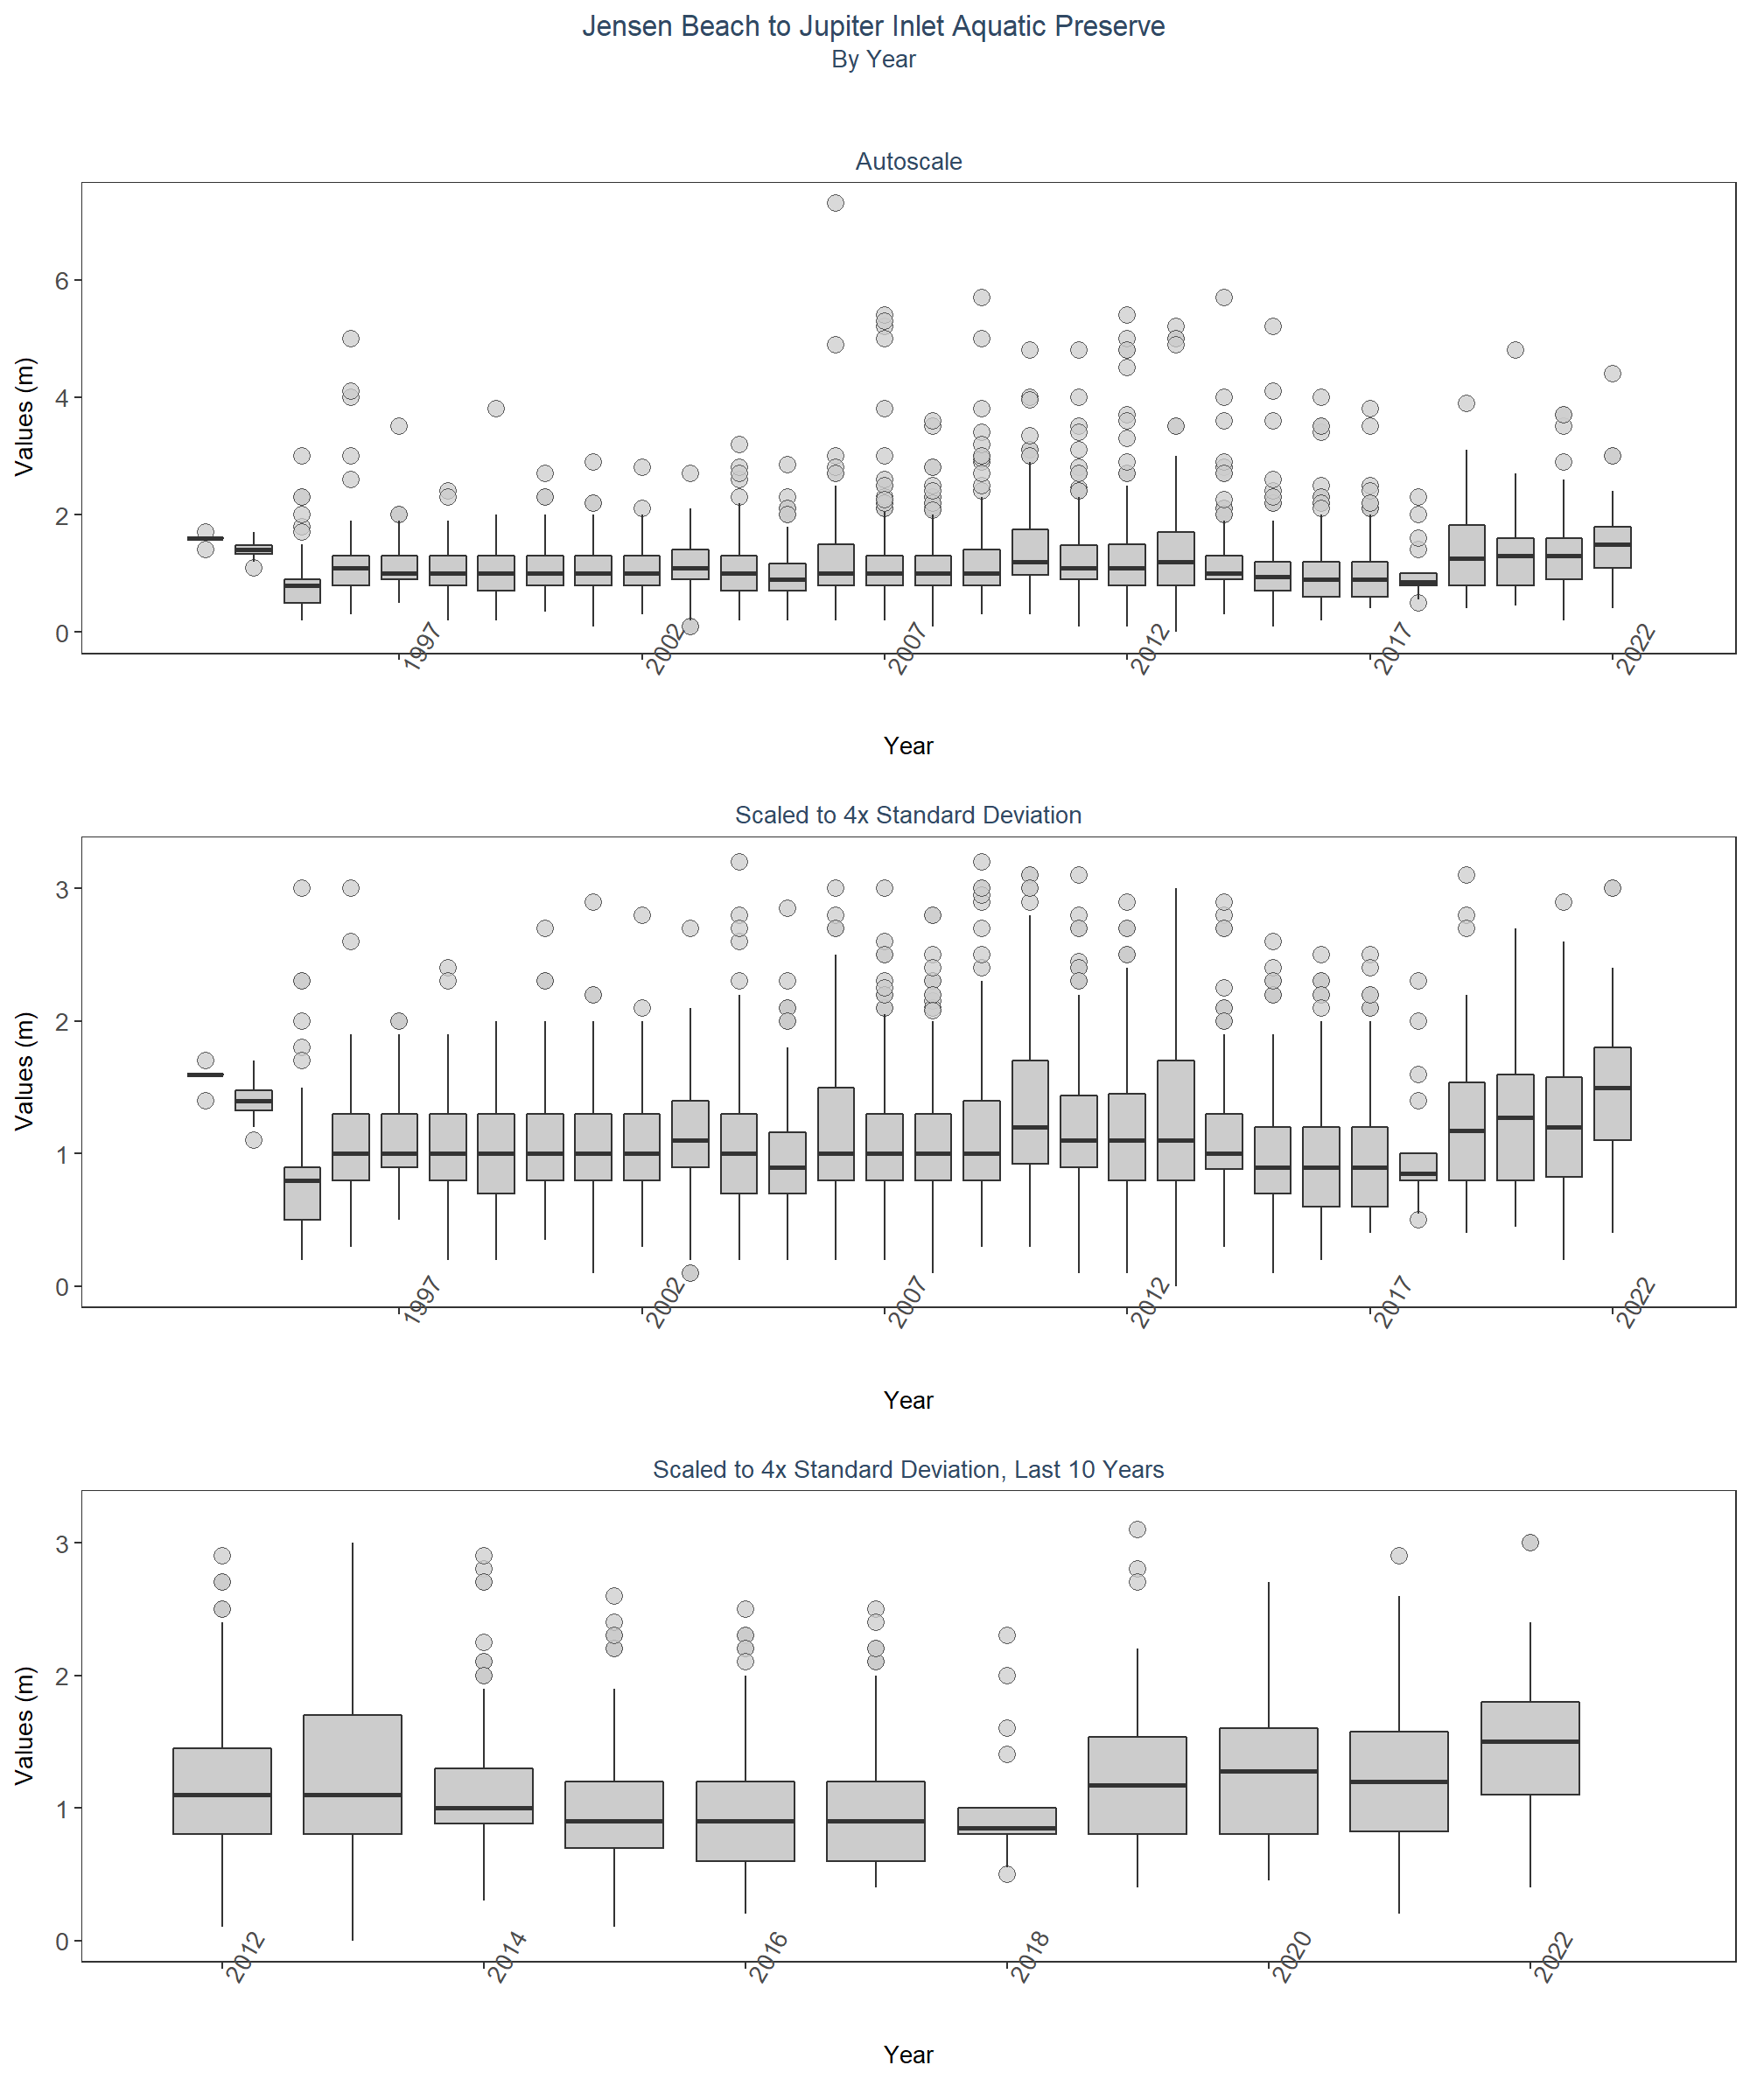 Jensen Beach to Jupiter Inlet Aquatic Preserve
By Year
Autoscale
Values (m)
6
4
2
0
1997 2002 2007 2012 2017 2022
Year
Scaled to 4x Standard Deviation
Values (m)
3
2
1
0
1997 2002 2007 2012 2017 2022
Year
Scaled to 4x Standard Deviation, Last 10 Years
Values (m)
3
2
1
0
2012 2014 2016 2018 2020 2022
Year